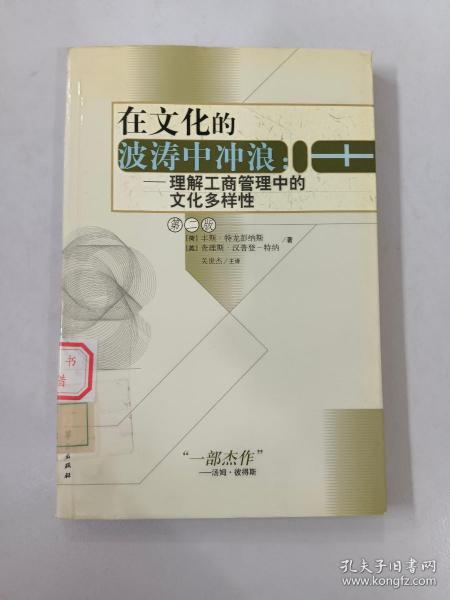 在文化的
波涛中冲浪：
——理解工商管理中的
文化多样性
第二版
[荷] 丰斯·特龙彭纳斯
[英] 查理斯·汉普登－特纳
/著
关世杰/主译
书
借
第
出版社
“一部杰作”
——汤姆·彼得斯
孔夫子旧书网
www.kongfz.com